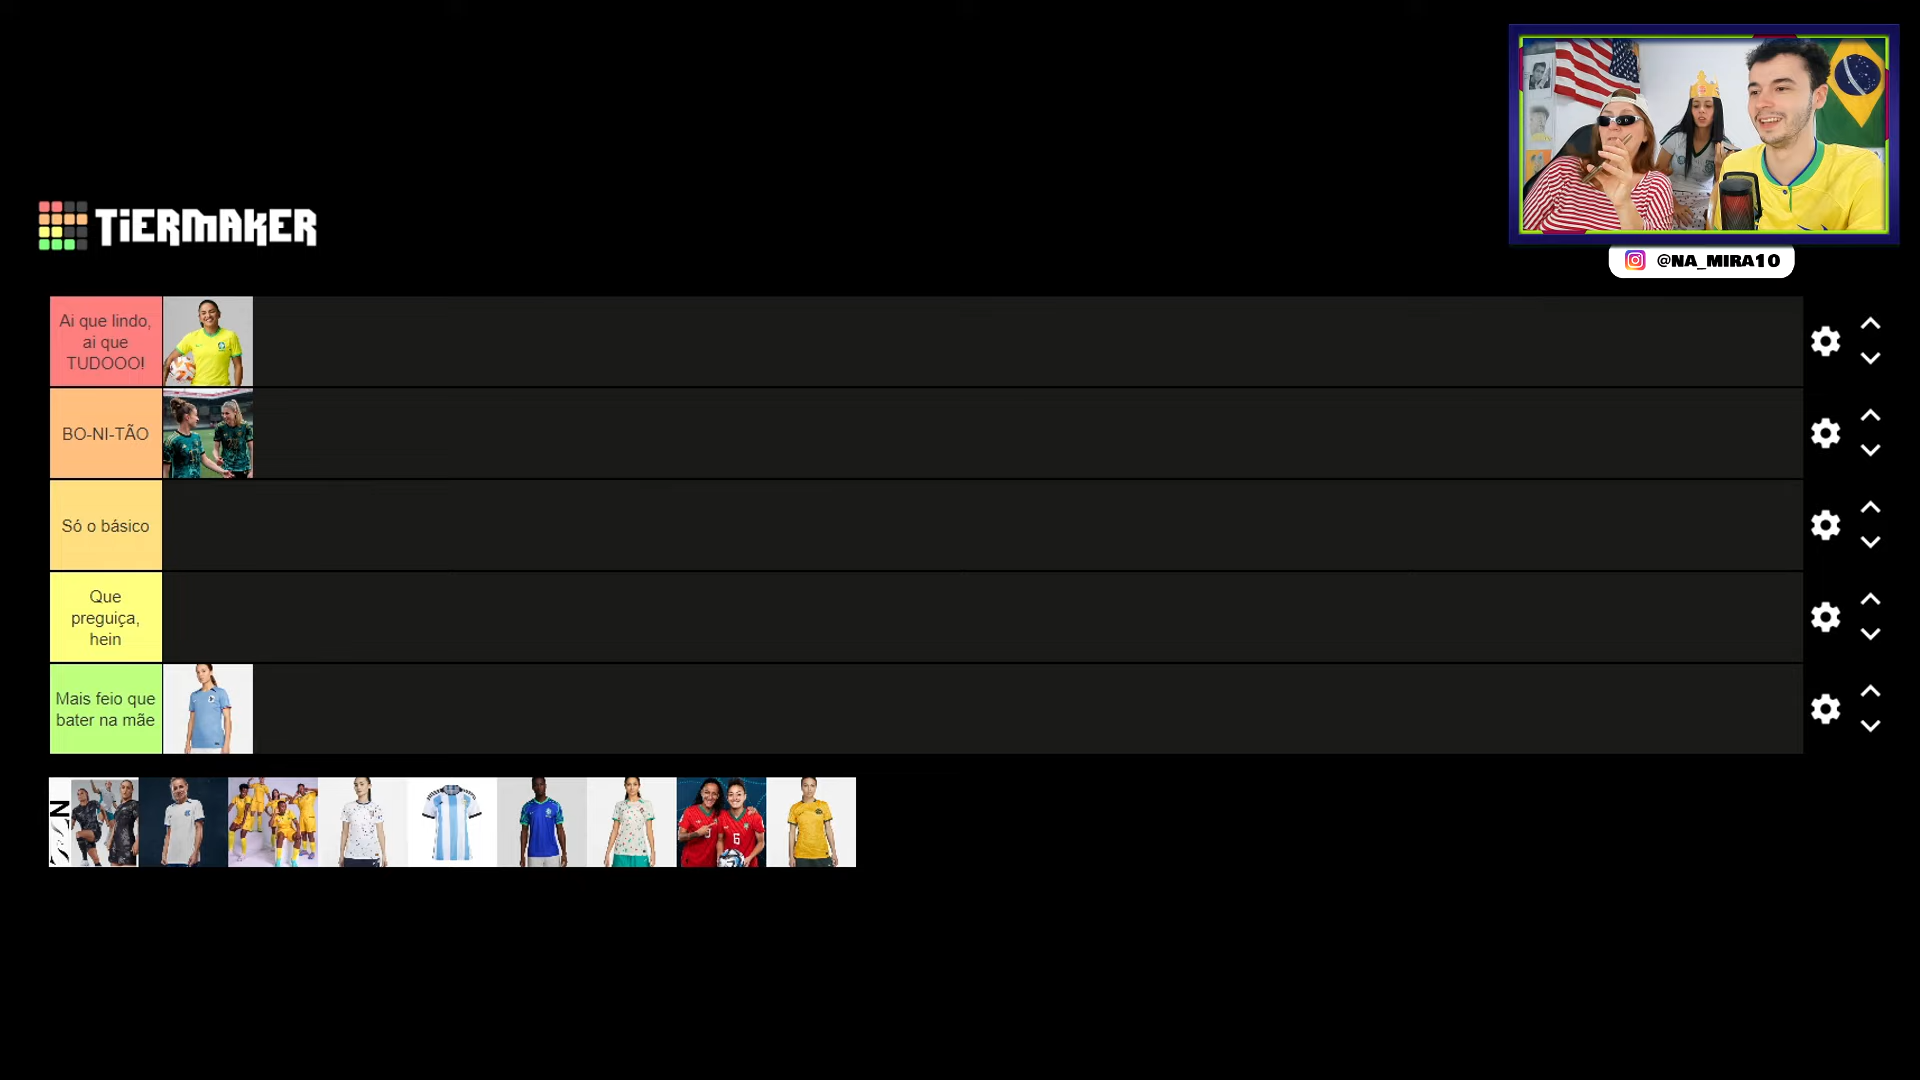 TiERMAKER
@NA_MIRA10
Ai que lindo,
ai que
TUDOOO!
BO-NI-TÃO
Só o básico
Que
preguiça,
hein
Mais feio que
bater na mãe
6